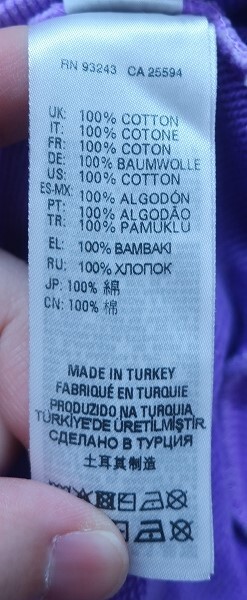 RN 93243 CA 25594
UK: 100% COTTON
IT: 100% COTONE
FR: 100% COTON
DE: 100% BAUMWOLLE
US: 100% COTTON
ES-MX: 100% ALGODÓN
PT: 100% ALGODÃO
TR: 100% PAMUKLU
EL: 100% BAMBAKI
RU: 100% ХЛОПОК
JP: 100% 綿
CN: 100% 棉
MADE IN TURKEY
FABRIQUÉ EN TURQUIE
PRODUZIDO NA TURQUIA
TÜRKİYE'DE ÜRETİLMİŞTİR
СДЕЛАНО В ТУРЦИЯ
土耳其制造